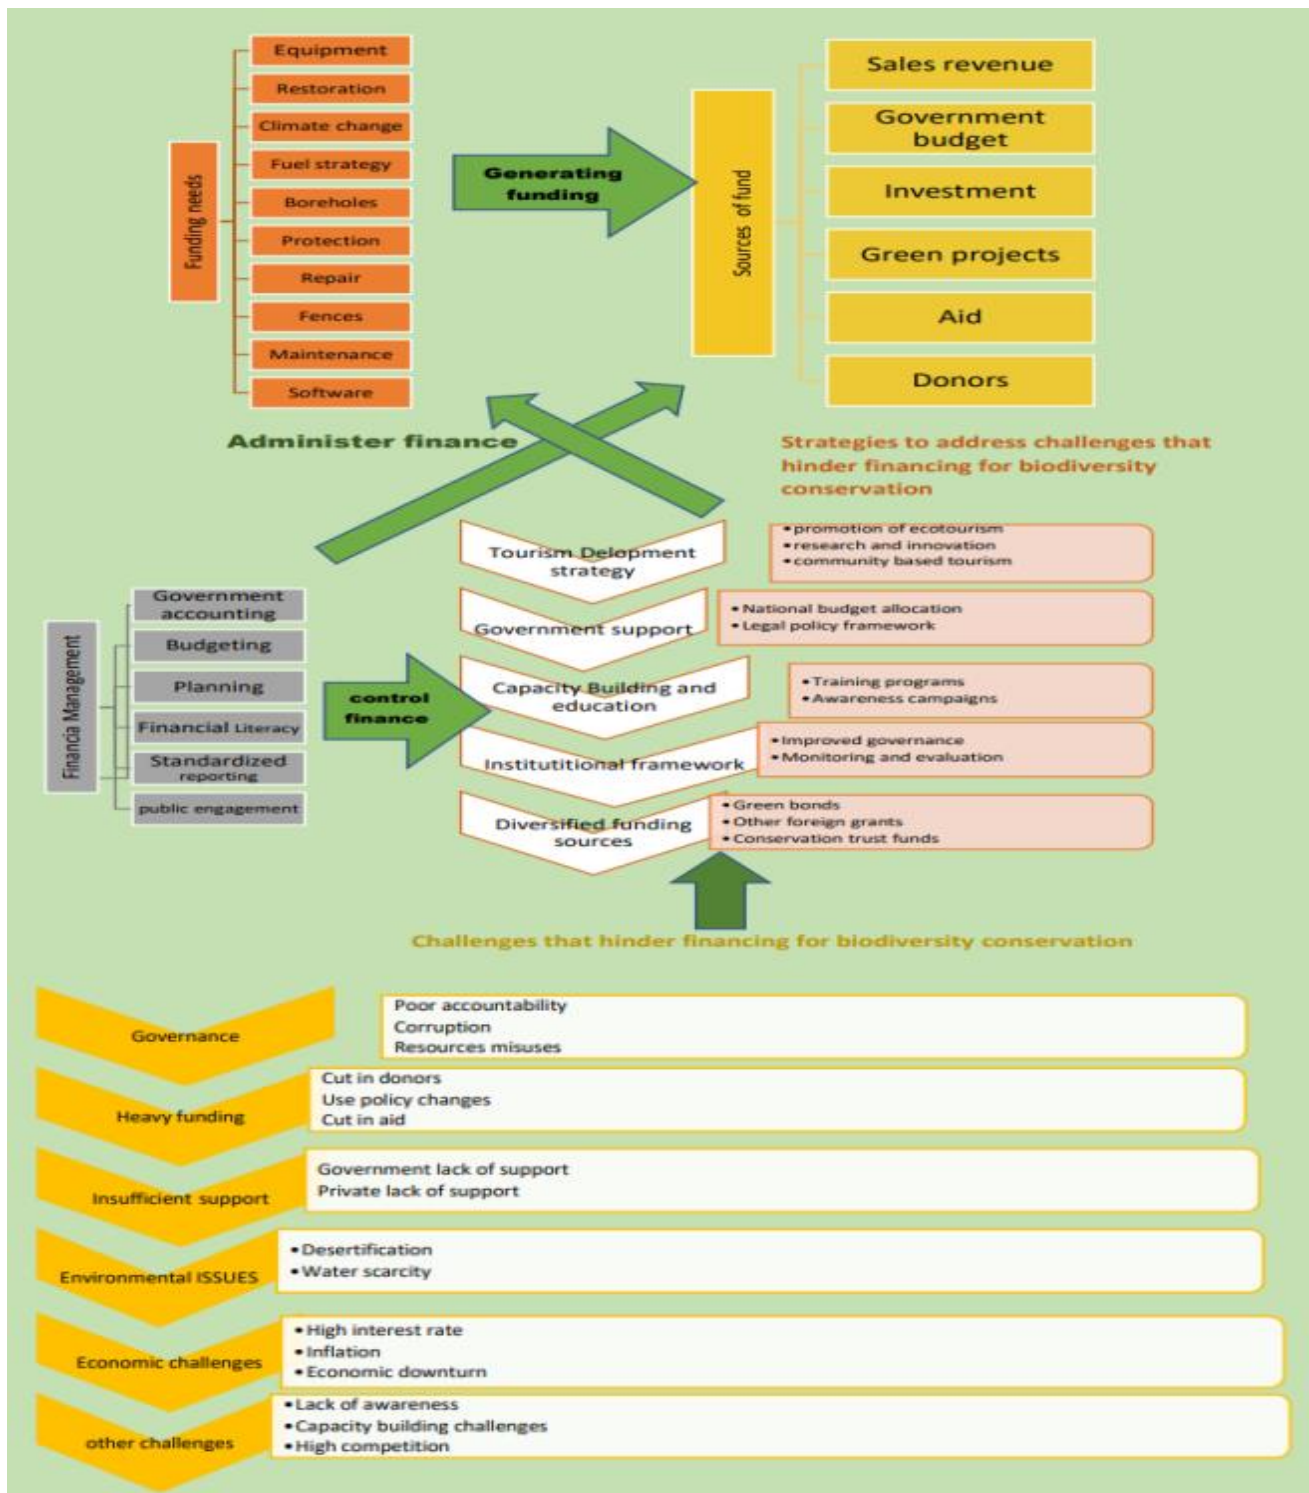 Funding needs
Equipment
Restoration
Climate change
Fuel strategy
Boreholes
Protection
Repair
Fences
Maintenance
Software
Generating
funding
Sources of fund
Sales revenue
Government
budget
Investment
Green projects
Aid
Donors
Administer finance
Strategies to address challenges that
hinder financing for biodiversity
conservation
Tourism Delopment
strategy
•promotion of ecotourism
•research and innovation
•community based tourism
Government support
•National budget allocation
•Legal policy framework
Capacity Building and
education
•Training programs
•Awareness campaigns
Institutitional framework
•Improved governance
•Monitoring and evaluation
Diversified funding
sources
•Green bonds
•Other foreign grants
•Conservation trust funds
Financia Management
Government
accounting
Budgeting
Planning
Financial Literacy
Standardized
reporting
public engagement
control
finance
Challenges that hinder financing for biodiversity conservation
Governance
Poor accountability
Corruption
Resources misuses
Heavy funding
Cut in donors
Use policy changes
Cut in aid
Insufficient support
Government lack of support
Private lack of support
Environmental ISSUES
•Desertification
•Water scarcity
Economic challenges
•High interest rate
•Inflation
•Economic downturn
other challenges
•Lack of awareness
•Capacity building challenges
•High competition